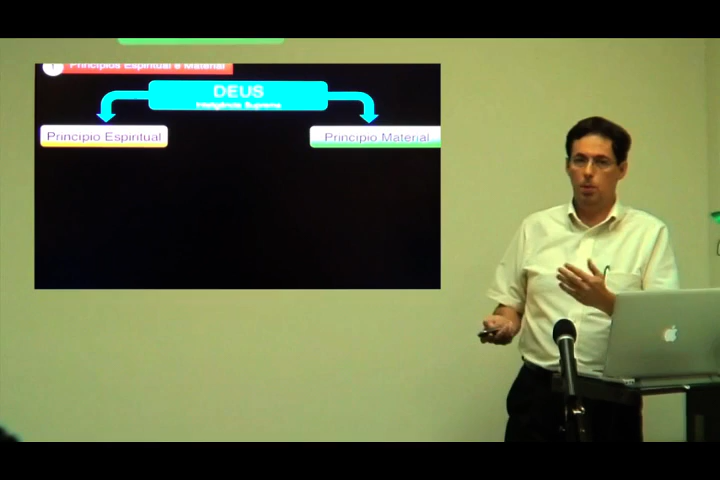 Princípios Espiritual e Material
DEUS
Inteligência Suprema
Princípio Espiritual
Princípio Material